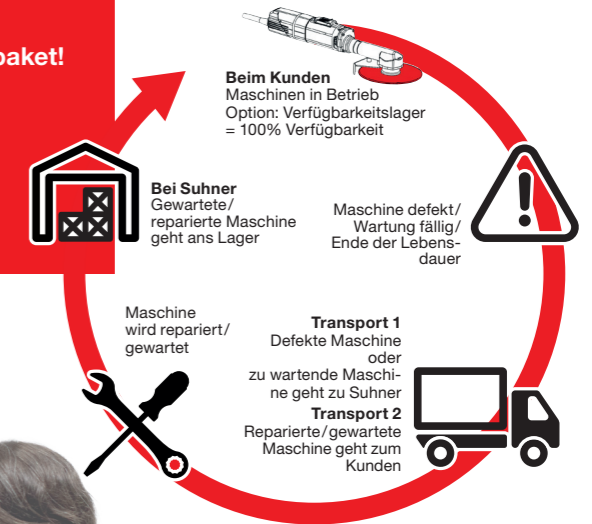 paket!
Beim Kunden
Maschinen in Betrieb
Option: Verfügbarkeitslager
= 100% Verfügbarkeit
Bei Suhner
Gewartete/
reparierte Maschine
geht ans Lager
Maschine defekt/
Wartung fällig/
Ende der Lebens-
dauer
Maschine
wird repariert/
gewartet
Transport 1
Defekte Maschine
oder
zu wartende Maschi-
ne geht zu Suhner
Transport 2
Reparierte/gewartete
Maschine geht zum
Kunden